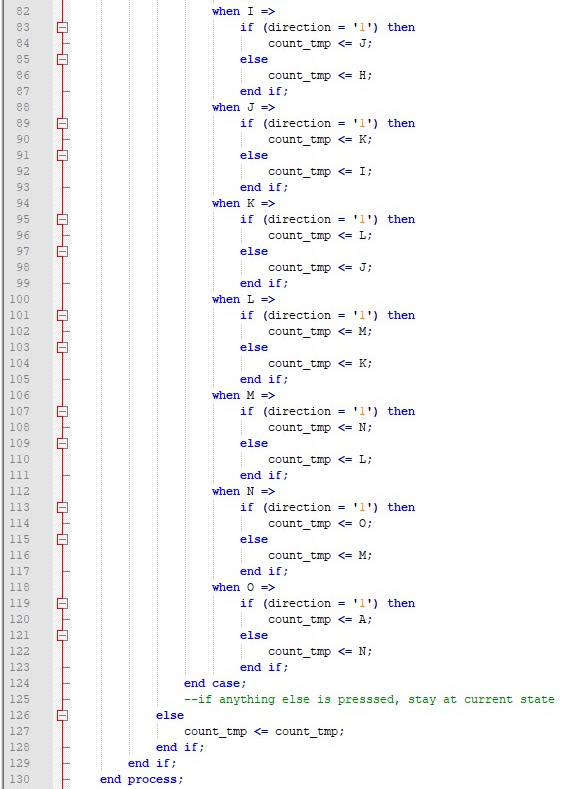 82 when I =>
83 if (direction = '1') then
84 count_tmp <= J;
85 else
86 count_tmp <= H;
87 end if;
88 when J =>
89 if (direction = '1') then
90 count_tmp <= K;
91 else
92 count_tmp <= I;
93 end if;
94 when K =>
95 if (direction = '1') then
96 count_tmp <= L;
97 else
98 count_tmp <= J;
99 end if;
100 when L =>
101 if (direction = '1') then
102 count_tmp <= M;
103 else
104 count_tmp <= K;
105 end if;
106 when M =>
107 if (direction = '1') then
108 count_tmp <= N;
109 else
110 count_tmp <= L;
111 end if;
112 when N =>
113 if (direction = '1') then
114 count_tmp <= O;
115 else
116 count_tmp <= M;
117 end if;
118 when O =>
119 if (direction = '1') then
120 count_tmp <= A;
121 else
122 count_tmp <= N;
123 end if;
124 end case;
125 --if anything else is presssed, stay at current state
126 else
127 count_tmp <= count_tmp;
128 end if;
129 end if;
130 end process;